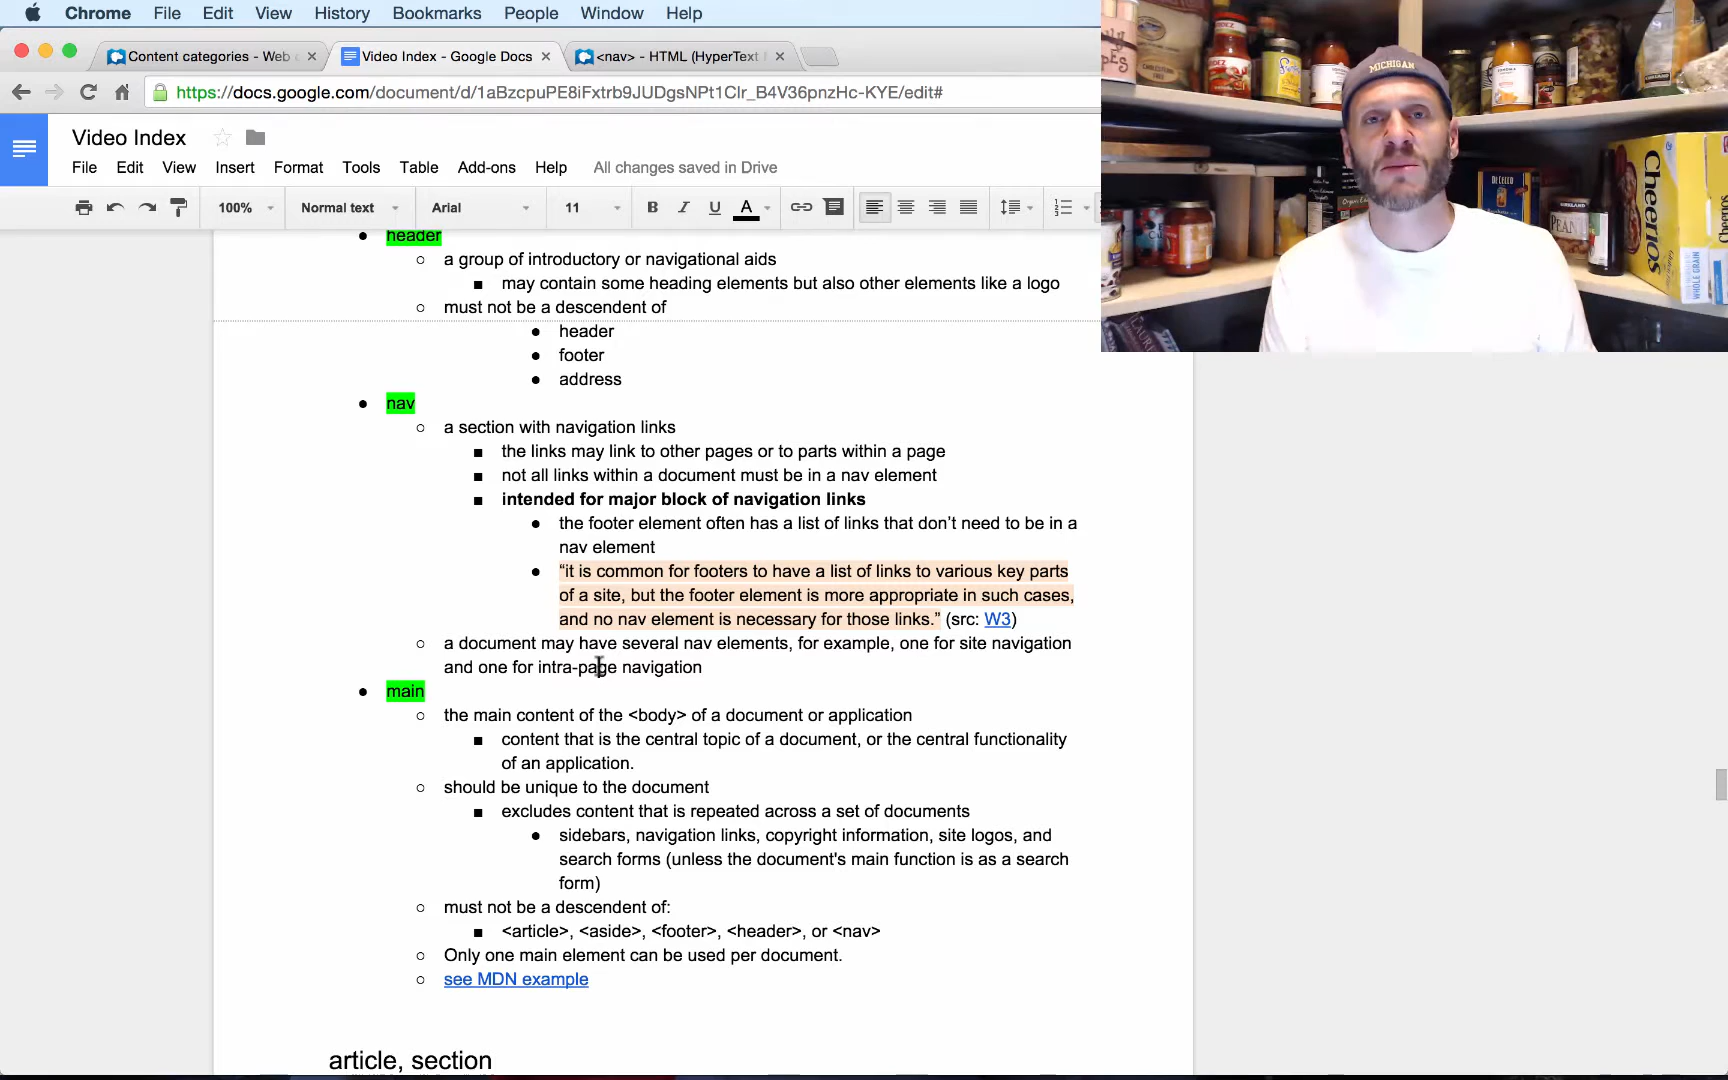 Chrome File Edit View History Bookmarks People Window Help
Content categories - Web
Video Index - Google Docs
<nav> - HTML (HyperText
https://docs.google.com/document/d/1aBzcpuPE8iFxtrb9JUDgsNPt1Clr_B4V36pnzHc-KYE/edit#
Video Index
File Edit View Insert Format Tools Table Add-ons Help All changes saved in Drive
100% Normal text Arial 11 B I U A
header
a group of introductory or navigational aids
may contain some heading elements but also other elements like a logo
must not be a descendent of
header
footer
address
nav
a section with navigation links
the links may link to other pages or to parts within a page
not all links within a document must be in a nav element
intended for major block of navigation links
the footer element often has a list of links that don’t need to be in a
nav element
“it is common for footers to have a list of links to various key parts
of a site, but the footer element is more appropriate in such cases,
and no nav element is necessary for those links.” (src: W3)
a document may have several nav elements, for example, one for site navigation
and one for intra-page navigation
main
the main content of the <body> of a document or application
content that is the central topic of a document, or the central functionality
of an application.
should be unique to the document
excludes content that is repeated across a set of documents
sidebars, navigation links, copyright information, site logos, and
search forms (unless the document's main function is as a search
form)
must not be a descendent of:
<article>, <aside>, <footer>, <header>, or <nav>
Only one main element can be used per document.
see MDN example
article, section
MICHIGAN
DE CECCO
Cheerios
WHOLE GRAIN